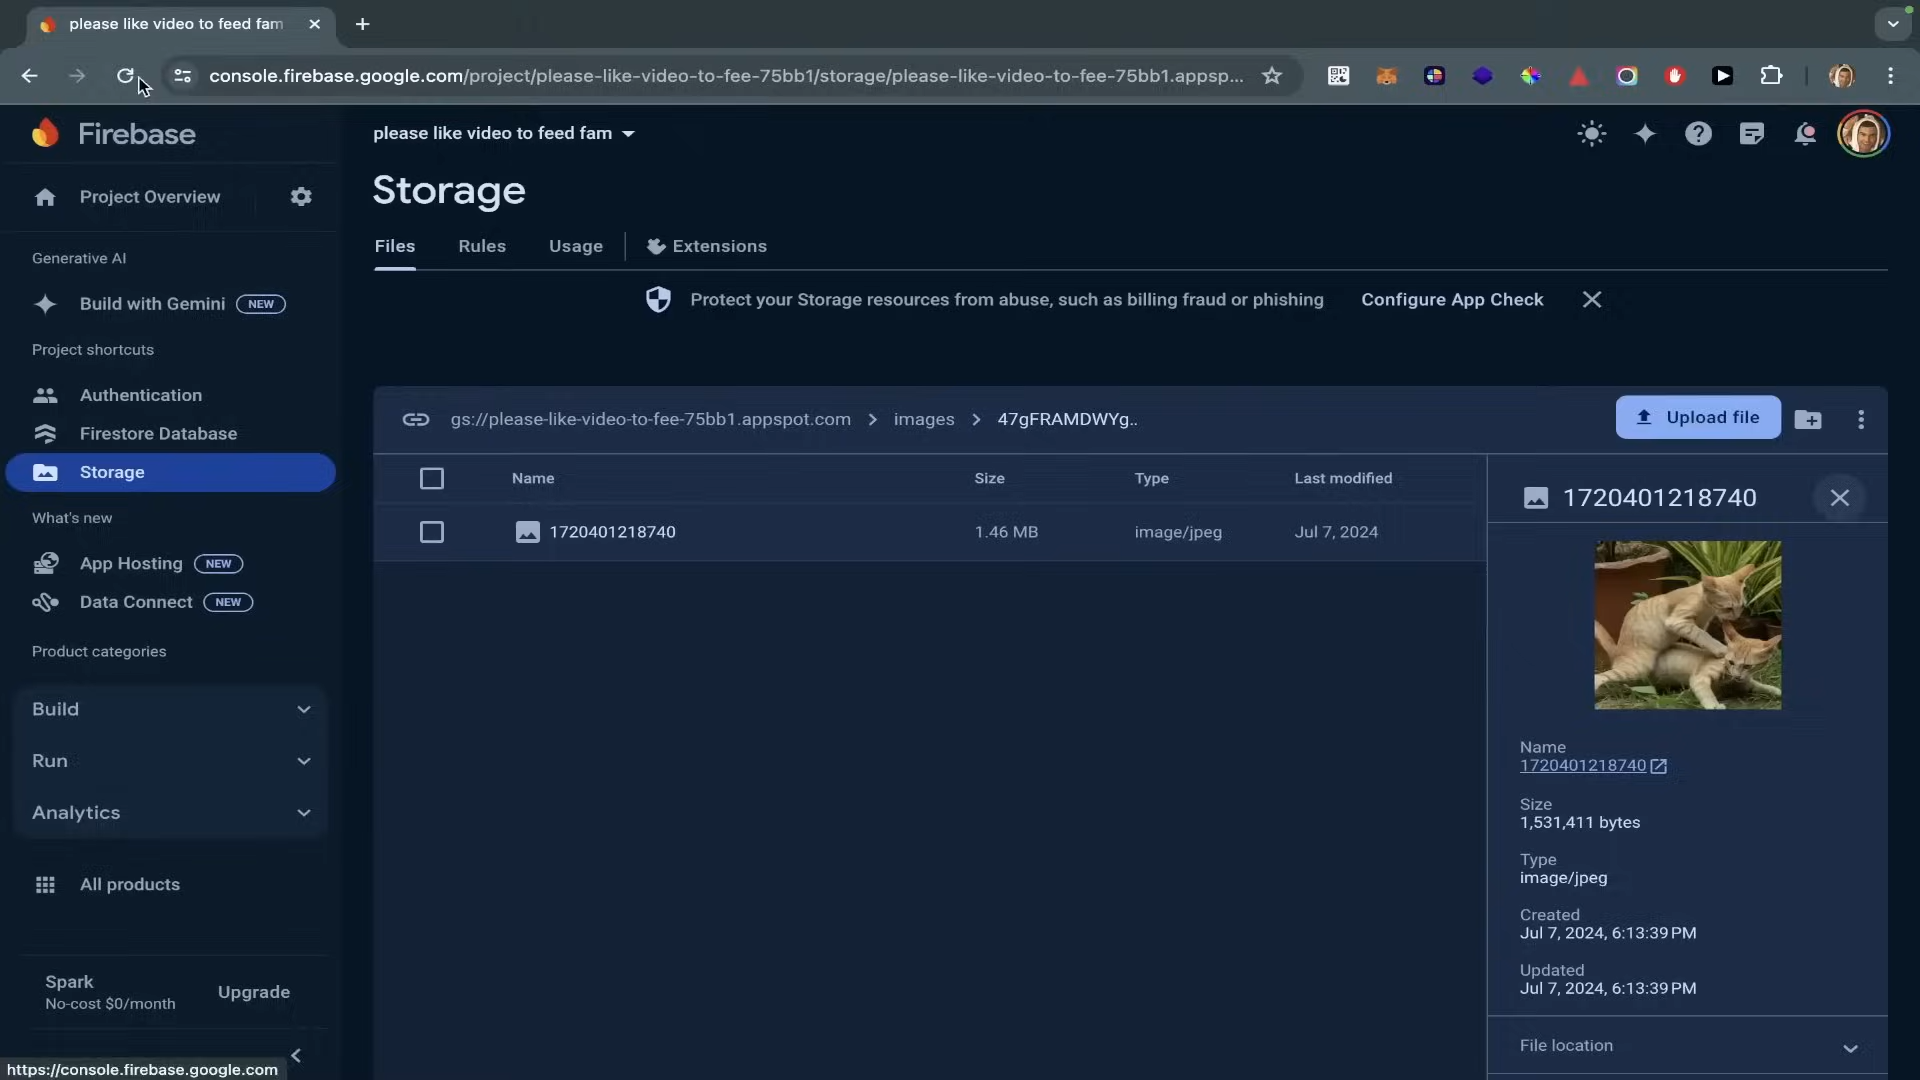 please like video to feed fam
console.firebase.google.com/project/please-like-video-to-fee-75bb1/storage/please-like-video-to-fee-75bb1.appsp...
Firebase
please like video to feed fam
Project Overview
Storage
Files
Rules
Usage
Extensions
Generative AI
Build with Gemini
NEW
Protect your Storage resources from abuse, such as billing fraud or phishing
Configure App Check
Project shortcuts
Authentication
Firestore Database
Storage
gs://please-like-video-to-fee-75bb1.appspot.com
images
47gFRAMDWYg..
Upload file
Name
Size
Type
Last modified
1720401218740
1.46 MB
image/jpeg
Jul 7, 2024
1720401218740
What's new
App Hosting
NEW
Data Connect
NEW
Product categories
Build
Run
Analytics
All products
Name
1720401218740
Size
1,531,411 bytes
Type
image/jpeg
Created
Jul 7, 2024, 6:13:39 PM
Updated
Jul 7, 2024, 6:13:39 PM
File location
Spark
No-cost $0/month
Upgrade
https://console.firebase.google.com